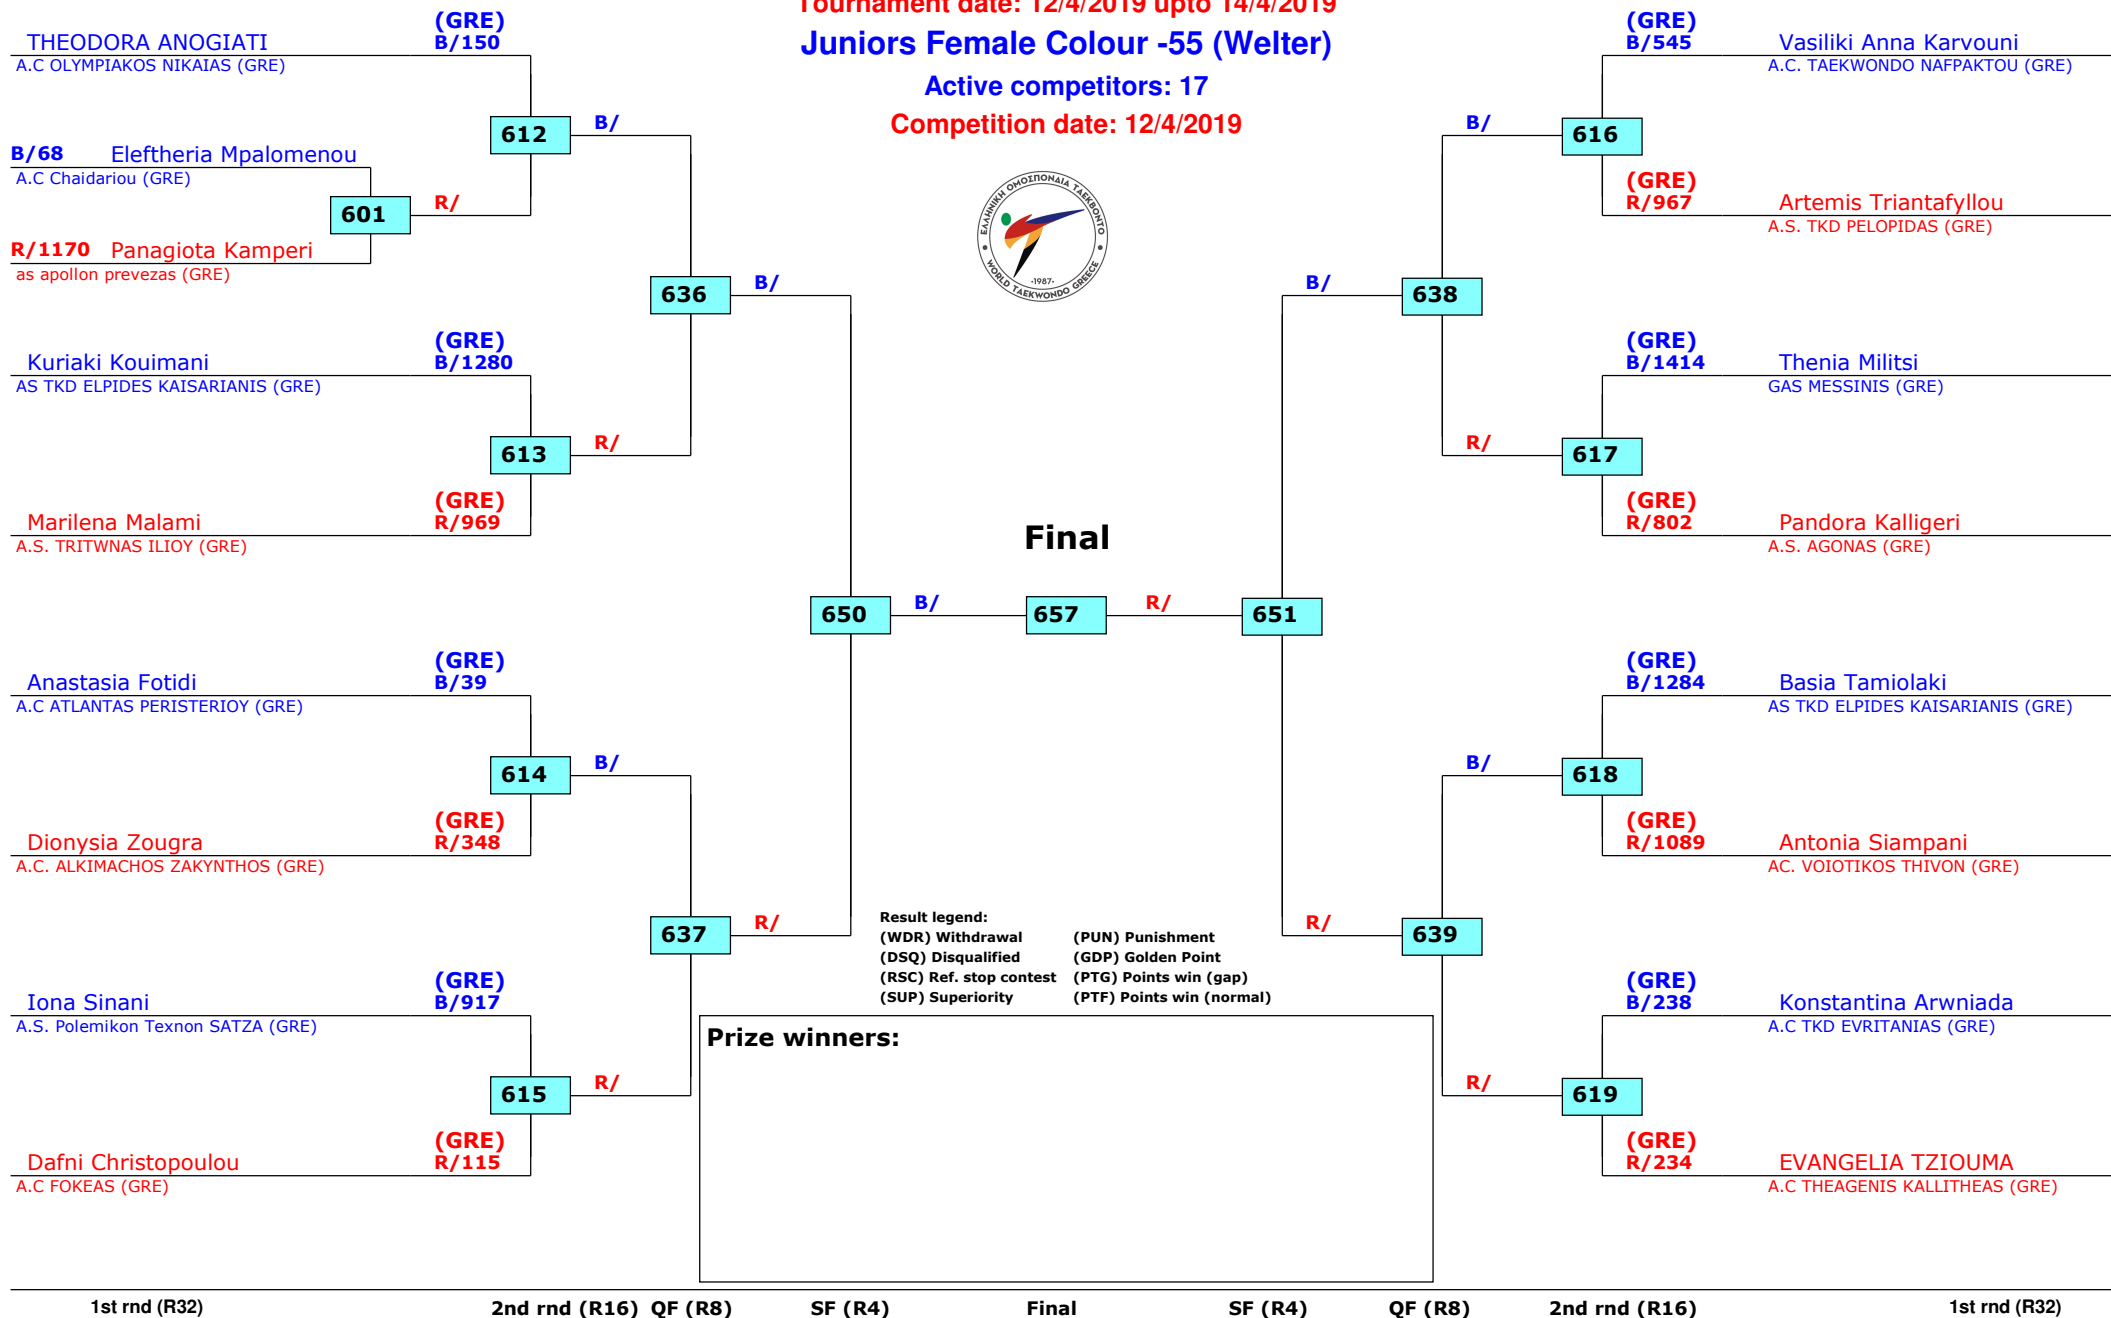 Tournament date: 12/4/2019 upto 14/4/2019
Juniors Female Colour -55 (Welter)
Active competitors: 17
Competition date: 12/4/2019
ΕΛΛΗΝΙΚΗ ΟΜΟΣΠΟΝΔΙΑ ΤΑΕΚΒΟΝΤΟ
·1987·
WORLD TAEKWONDO GREECE
(GRE)
THEODORA ANOGIATI B/150
A.C OLYMPIAKOS NIKAIAS (GRE)
612 B/
B/68 Eleftheria Mpalomenou
A.C Chaidariou (GRE)
601 R/
R/1170 Panagiota Kamperi
as apollon prevezas (GRE)
636 B/
(GRE)
Kuriaki Kouimani B/1280
AS TKD ELPIDES KAISARIANIS (GRE)
613 R/
(GRE)
Marilena Malami R/969
A.S. TRITWNAS ILIOY (GRE)
Final
650 B/ 657 R/ 651
(GRE)
Anastasia Fotidi B/39
A.C ATLANTAS PERISTERIOY (GRE)
614 B/
(GRE)
Dionysia Zougra R/348
A.C. ALKIMACHOS ZAKYNTHOS (GRE)
637 R/
(GRE)
Iona Sinani B/917
A.S. Polemikon Texnon SATZA (GRE)
615 R/
(GRE)
Dafni Christopoulou R/115
A.C FOKEAS (GRE)
(GRE)
B/545 Vasiliki Anna Karvouni
A.C. TAEKWONDO NAFPAKTOU (GRE)
B/ 616
(GRE)
R/967 Artemis Triantafyllou
A.S. TKD PELOPIDAS (GRE)
B/ 638
(GRE)
B/1414 Thenia Militsi
GAS MESSINIS (GRE)
R/ 617
(GRE)
R/802 Pandora Kalligeri
A.S. AGONAS (GRE)
(GRE)
B/1284 Basia Tamiolaki
AS TKD ELPIDES KAISARIANIS (GRE)
B/ 618
(GRE)
R/1089 Antonia Siampani
AC. VOIOTIKOS THIVON (GRE)
R/ 639
(GRE)
B/238 Konstantina Arwniada
A.C TKD EVRITANIAS (GRE)
R/ 619
(GRE)
R/234 EVANGELIA TZIOUMA
A.C THEAGENIS KALLITHEAS (GRE)
Result legend:
(WDR) Withdrawal (PUN) Punishment
(DSQ) Disqualified (GDP) Golden Point
(RSC) Ref. stop contest (PTG) Points win (gap)
(SUP) Superiority (PTF) Points win (normal)
Prize winners:
1st rnd (R32) 2nd rnd (R16) QF (R8) SF (R4) Final SF (R4) QF (R8) 2nd rnd (R16) 1st rnd (R32)